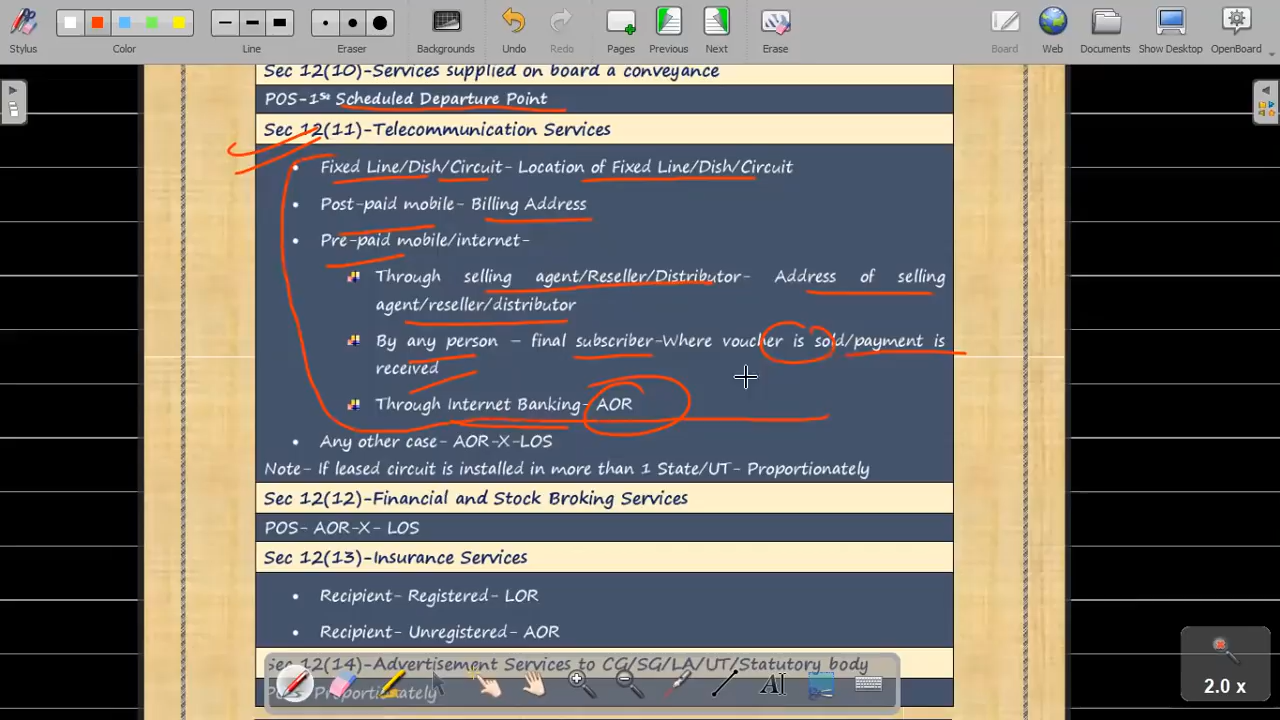 Stylus Color Line Eraser Backgrounds Undo Redo Pages Previous Next Erase Board Web Documents Show Desktop OpenBoard
Sec 12(10)-Services supplied on board a conveyance
POS-1st Scheduled Departure Point
Sec 12(11)-Telecommunication Services
• Fixed Line/Dish/Circuit- Location of Fixed Line/Dish/Circuit
• Post-paid mobile- Billing Address
• Pre-paid mobile/internet-
Through selling agent/Reseller/Distributor- Address of selling
agent/reseller/distributor
By any person – final subscriber-Where voucher is sold/payment is
received
Through Internet Banking- AOR
• Any other case- AOR-X-LOS
Note- If leased circuit is installed in more than 1 State/UT- Proportionately
Sec 12(12)-Financial and Stock Broking Services
POS- AOR-X- LOS
Sec 12(13)-Insurance Services
• Recipient- Registered- LOR
• Recipient- Unregistered- AOR
Sec 12(14)-Advertisement Services to CG/SG/LA/UT/Statutory body
Proportionately
2.0 x